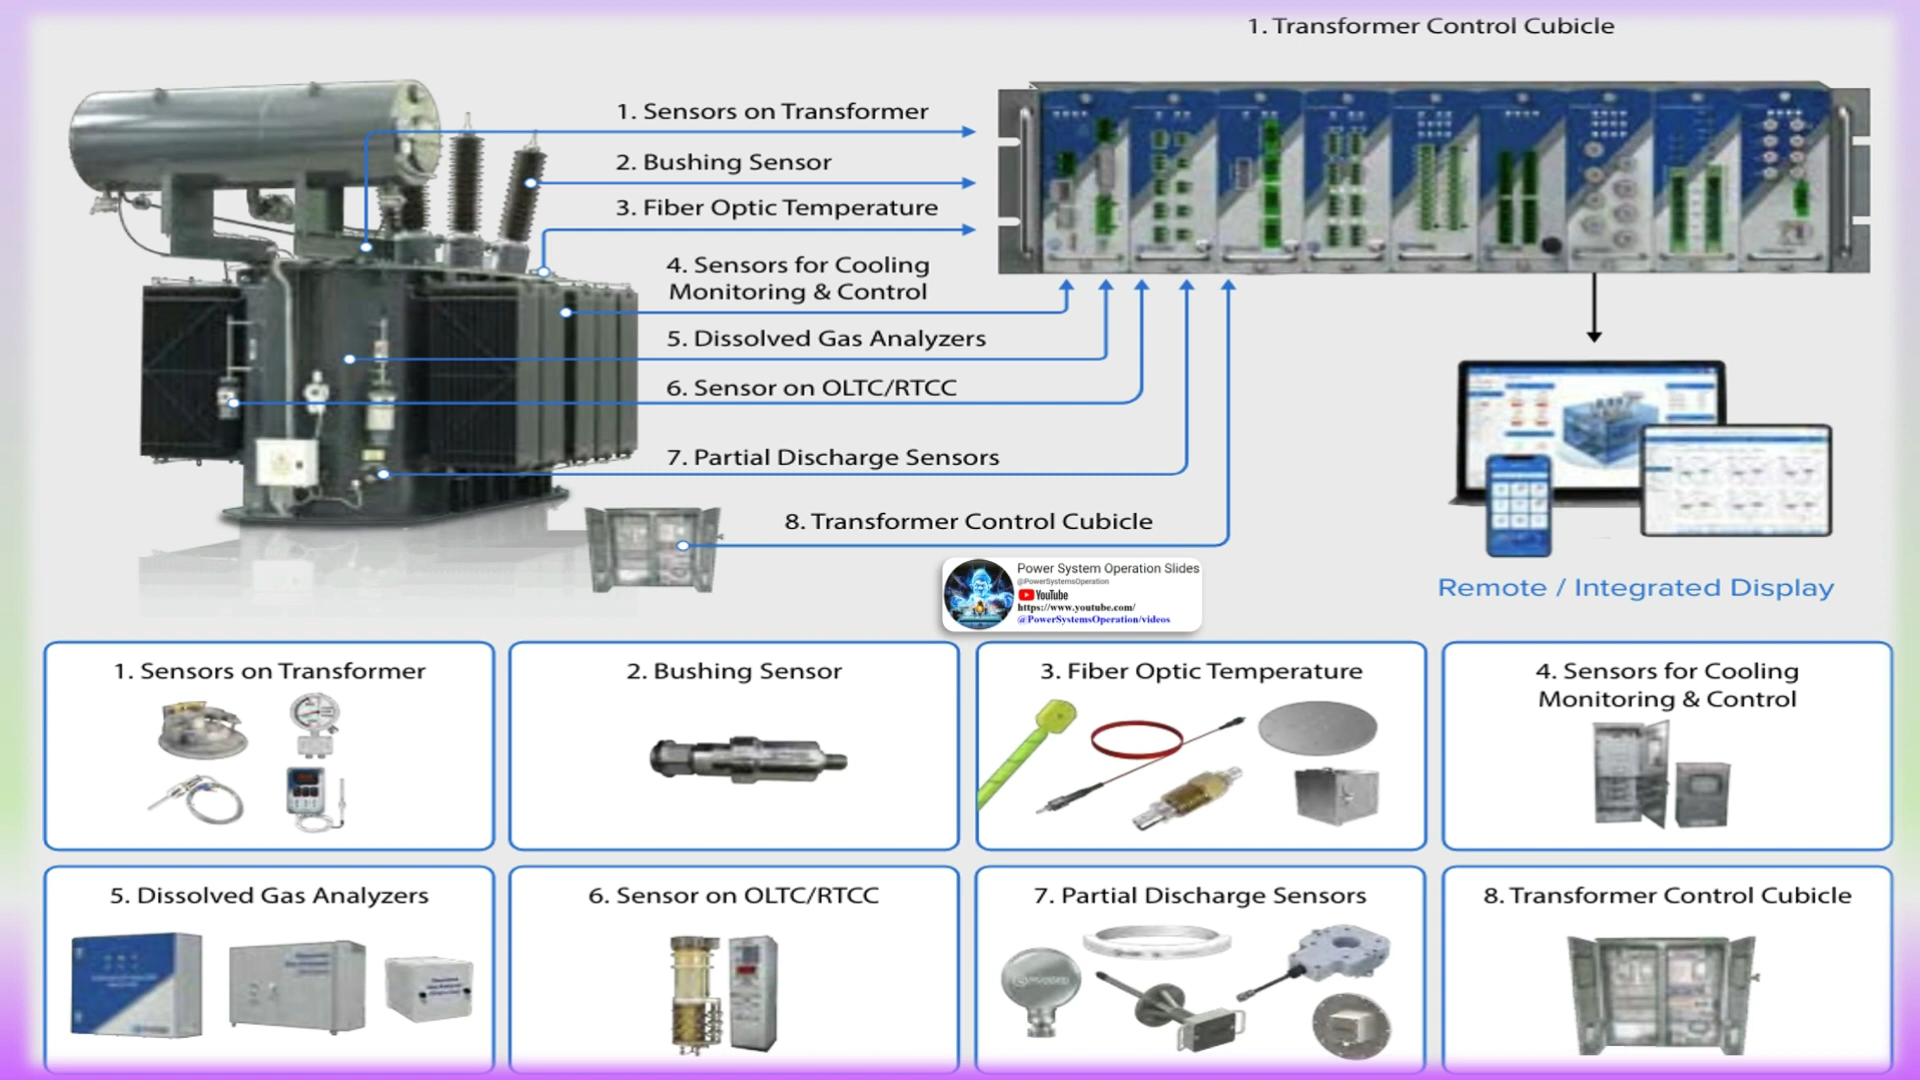 1. Transformer Control Cubicle
1. Sensors on Transformer
2. Bushing Sensor
3. Fiber Optic Temperature
4. Sensors for Cooling
Monitoring & Control
5. Dissolved Gas Analyzers
6. Sensor on OLTC/RTCC
7. Partial Discharge Sensors
8. Transformer Control Cubicle
Power System Operation Slides
@PowerSystemsOperation
YouTube
https://www.youtube.com/
@PowerSystemsOperation/videos
Remote / Integrated Display
1. Sensors on Transformer
2. Bushing Sensor
3. Fiber Optic Temperature
4. Sensors for Cooling
Monitoring & Control
5. Dissolved Gas Analyzers
6. Sensor on OLTC/RTCC
7. Partial Discharge Sensors
8. Transformer Control Cubicle